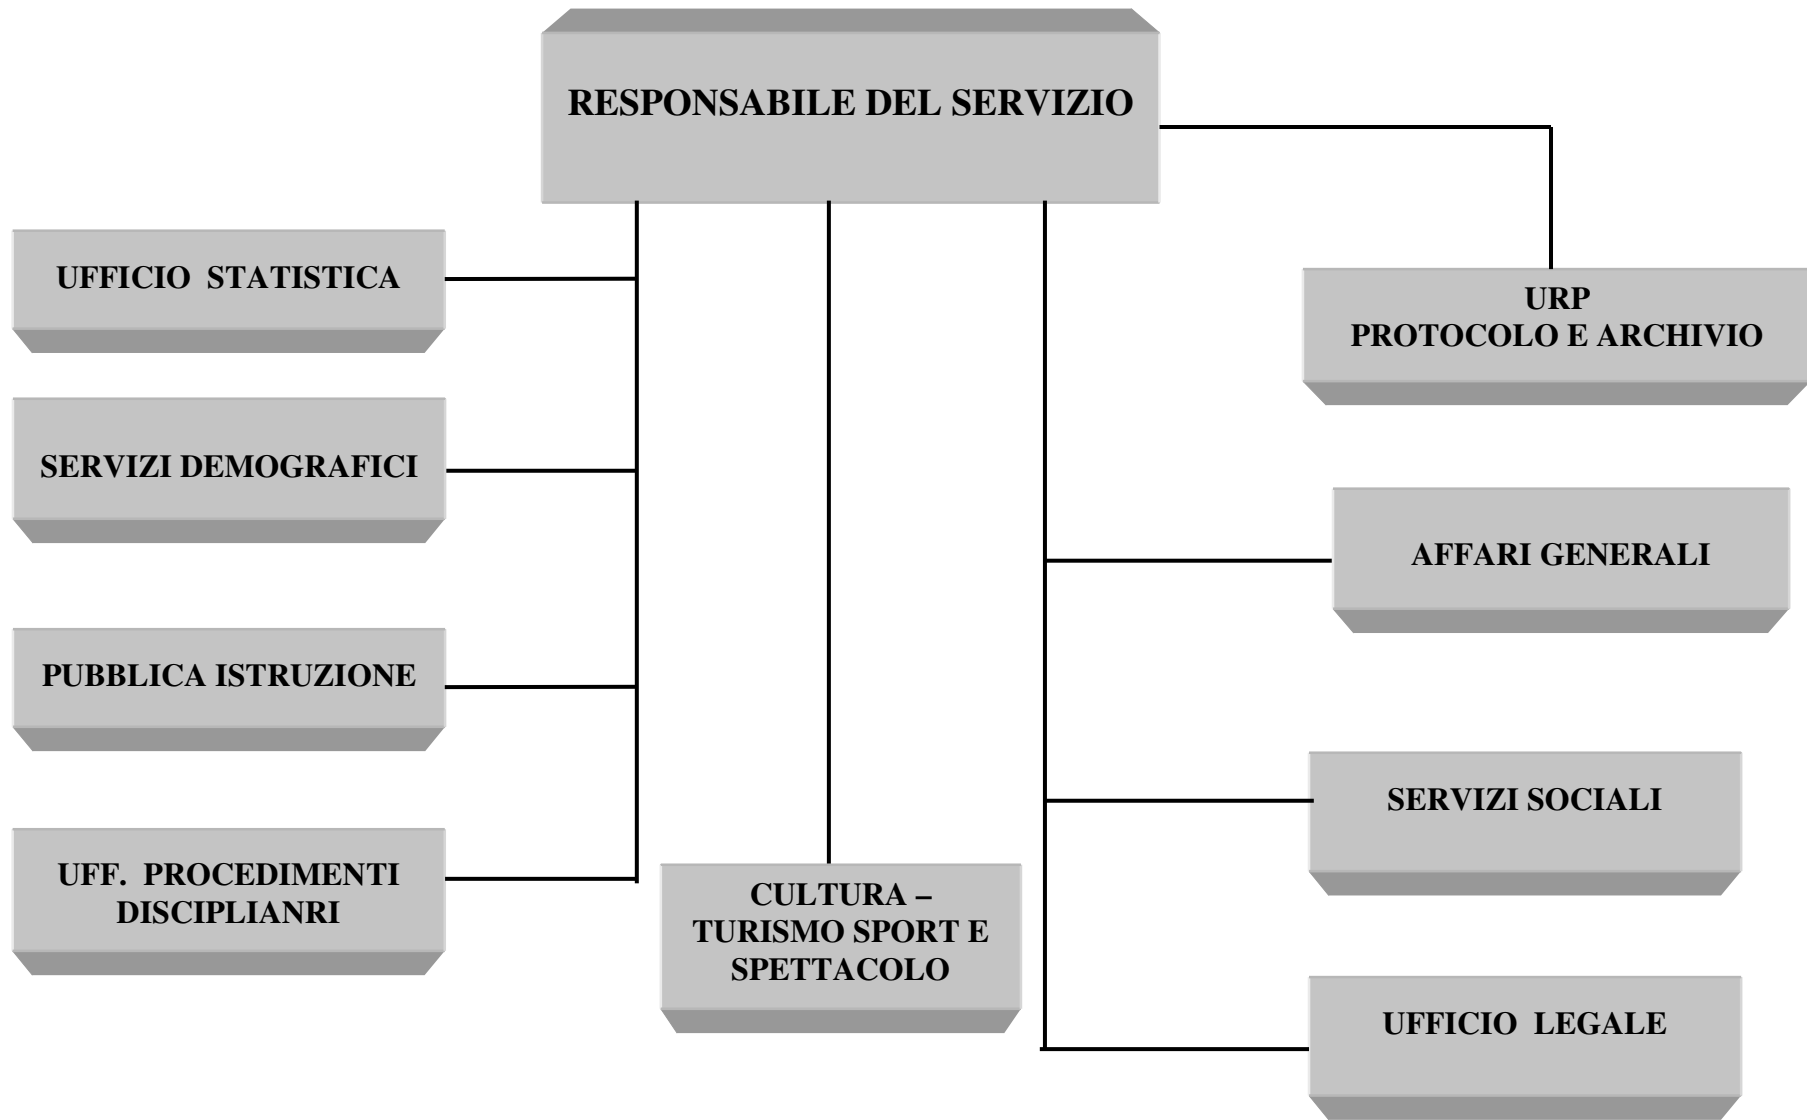 RESPONSABILE DEL SERVIZIO
UFFICIO STATISTICA
URP
PROTOCOLO E ARCHIVIO
SERVIZI DEMOGRAFICI
AFFARI GENERALI
PUBBLICA ISTRUZIONE
SERVIZI SOCIALI
UFF. PROCEDIMENTI
DISCIPLIANRI
CULTURA –
TURISMO SPORT E
SPETTACOLO
UFFICIO LEGALE